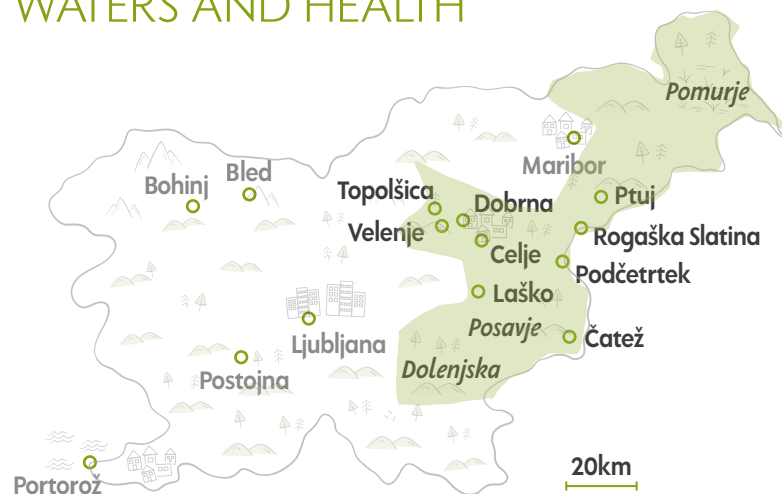 WATERS AND HEALTH
Pomurje
Maribor
Bohinj
Bled
Topolšica
Dobrna
Ptuj
Velenje
Rogaška Slatina
Celje
Podčetrtek
Laško
Posavje
Čatež
Ljubljana
Dolenjska
Postojna
20km
Portorož